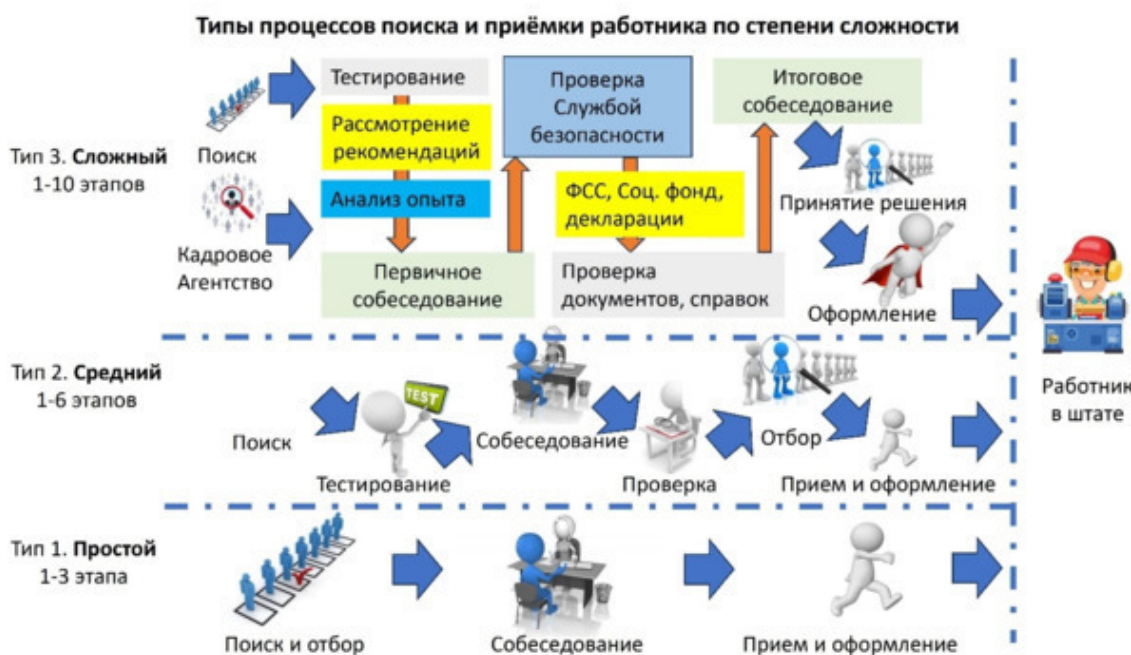 Типы процессов поиска и приёмки работника по степени сложности
Тип 3. Сложный
1-10 этапов
Поиск
Кадровое
Агентство
Тестирование
Рассмотрение
рекомендаций
Анализ опыта
Первичное
собеседование
Проверка
Службой
безопасности
ФСС, Соц. фонд,
декларации
Проверка
документов, справок
Итоговое
собеседование
Принятие решения
Оформление
Работник
в штате
Тип 2. Средний
1-6 этапов
Поиск
TEST
Тестирование
Собеседование
Проверка
Отбор
Прием и оформление
Тип 1. Простой
1-3 этапа
Поиск и отбор
Собеседование
Прием и оформление